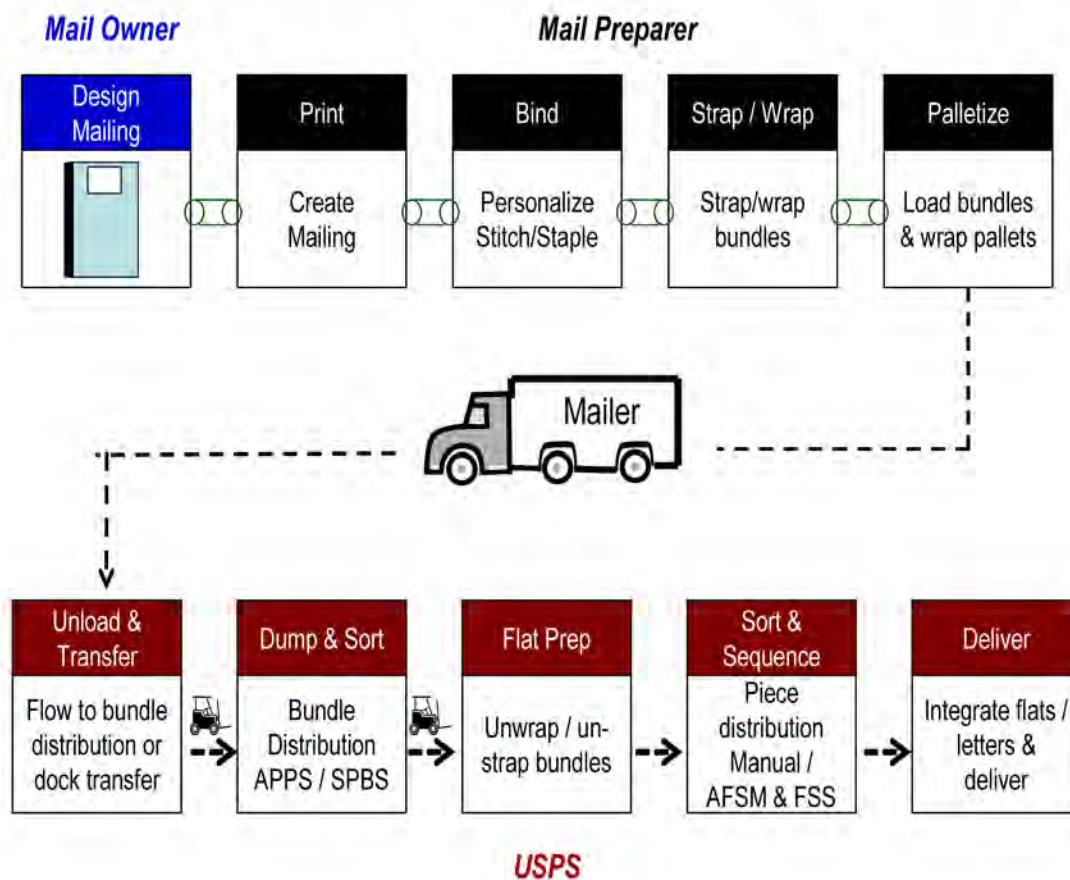 Mail Owner
Mail Preparer
Design
Mailing
Print
Create
Mailing
Bind
Personalize
Stitch/Staple
Strap / Wrap
Strap/wrap
bundles
Palletize
Load bundles
& wrap pallets
Mailer
Unload &
Transfer
Flow to bundle
distribution or
dock transfer
Dump & Sort
Bundle
Distribution
APPS / SPBS
Flat Prep
Unwrap / un-
strap bundles
Sort &
Sequence
Piece
distribution
Manual /
AFSM & FSS
Deliver
Integrate flats /
letters &
deliver
USPS